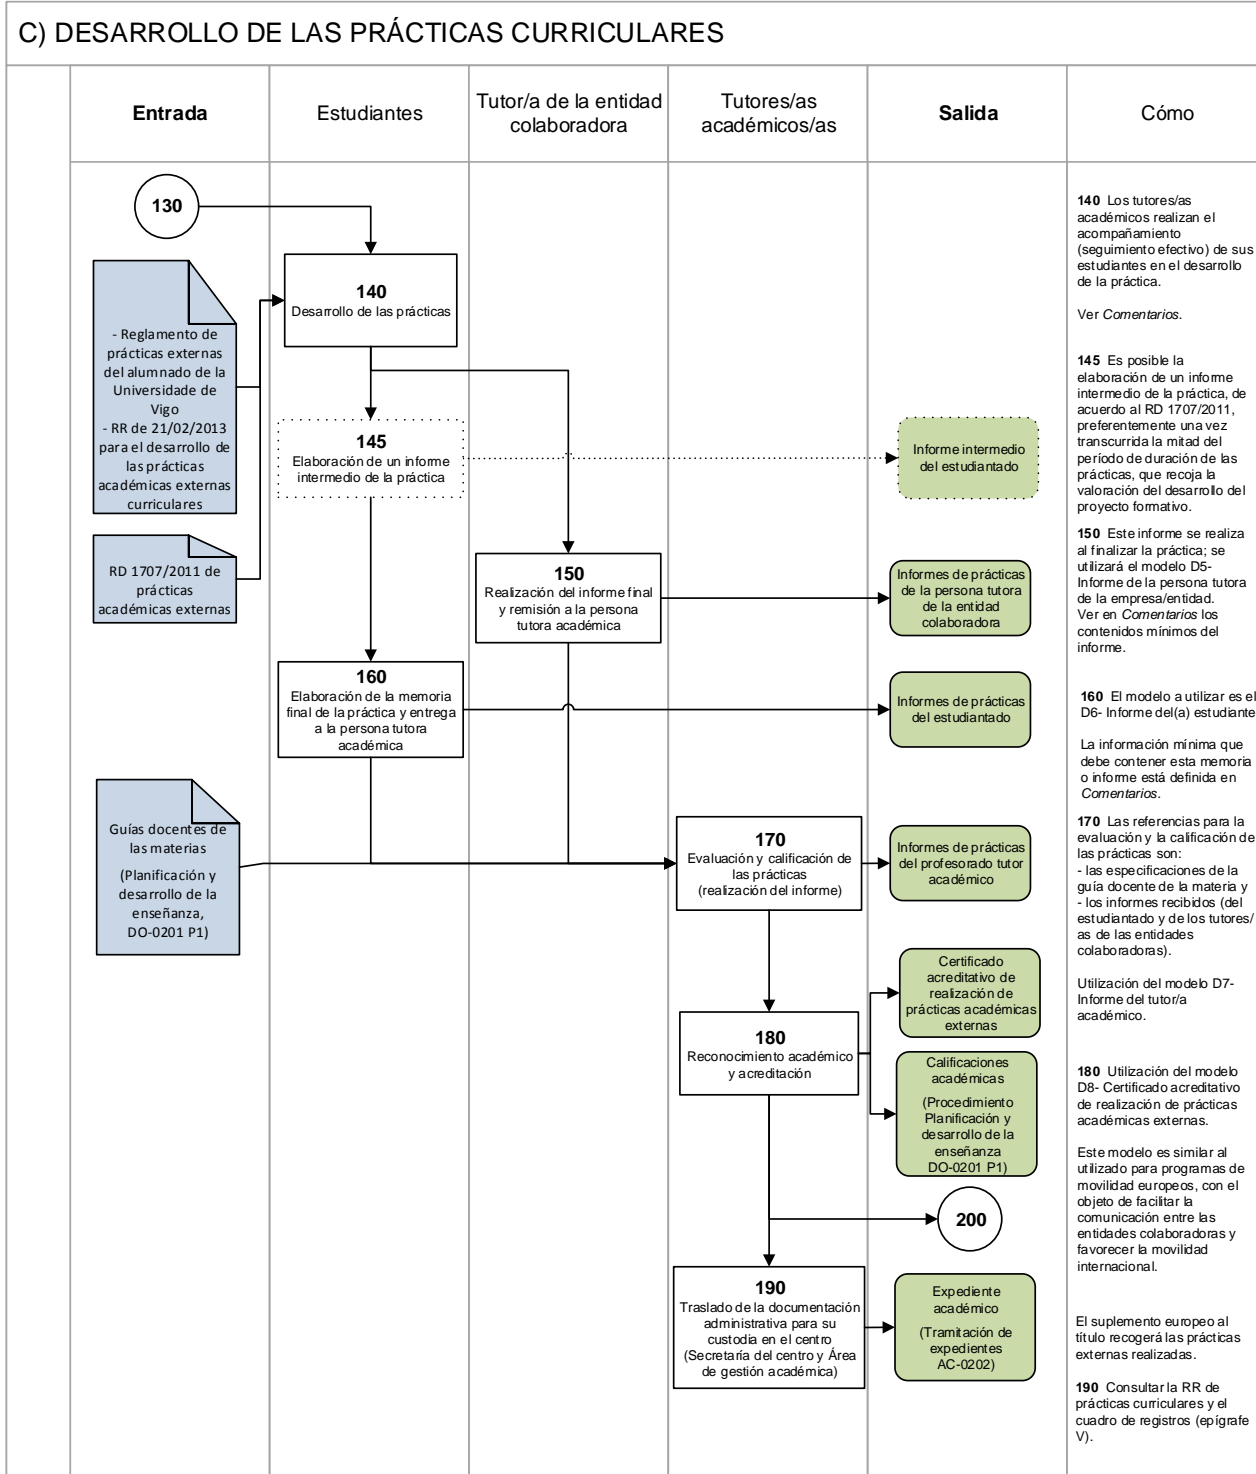 C) DESARROLLO DE LAS PRÁCTICAS CURRICULARES
Entrada
Estudiantes
Tutor/a de la entidad
colaboradora
Tutores/as
académicos/as
Salida
Cómo
130
140
Desarrollo de las prácticas
- Reglamento de
prácticas externas
del alumnado de la
Universidade de
Vigo
- RR de 21/02/2013
para el desarrollo de
las prácticas
académicas externas
curriculares
RD 1707/2011 de
prácticas
académicas externas
145
Elaboración de un informe
intermedio de la práctica
Informe intermedio
del estudiantado
150
Realización del informe final
y remisión a la persona
tutora académica
Informes de prácticas
de la persona tutora
de la entidad
colaboradora
160
Elaboración de la memoria
final de la práctica y entrega
a la persona tutora
académica
Informes de prácticas
del estudiantado
Guías docentes de
las materias
(Planificación y
desarrollo de la
enseñanza,
DO-0201 P1)
170
Evaluación y calificación de
las prácticas
(realización del informe)
Informes de prácticas
del profesorado tutor
académico
180
Reconocimiento académico
y acreditación
Certificado
acreditativo de
realización de
prácticas académicas
externas
Calificaciones
académicas
(Procedimiento
Planificación y
desarrollo de la
enseñanza
DO-0201 P1)
200
190
Traslado de la documentación
administrativa para su
custodia en el centro
(Secretaría del centro y Área
de gestión académica)
Expediente
académico
(Tramitación de
expedientes
AC-0202)
140 Los tutores/as
académicos realizan el
acompañamiento
(seguimiento efectivo) de sus
estudiantes en el desarrollo
de la práctica.
Ver Comentarios.
145 Es posible la
elaboración de un informe
intermedio de la práctica, de
acuerdo al RD 1707/2011,
preferentemente una vez
transcurrida la mitad del
período de duración de las
prácticas, que recoja la
valoración del desarrollo del
proyecto formativo.
150 Este informe se realiza
al finalizar la práctica; se
utilizará el modelo D5-
Informe de la persona tutora
de la empresa/entidad.
Ver en Comentarios los
contenidos mínimos del
informe.
160 El modelo a utilizar es el
D6- Informe del(a) estudiante
La información mínima que
debe contener esta memoria
o informe está definida en
Comentarios.
170 Las referencias para la
evaluación y la calificación de
las prácticas son:
- las especificaciones de la
guía docente de la materia y
- los informes recibidos (del
estudiantado y de los tutores/
as de las entidades
colaboradoras).
Utilización del modelo D7-
Informe del tutor/a
académico.
180 Utilización del modelo
D8- Certificado acreditativo
de realización de prácticas
académicas externas.
Este modelo es similar al
utilizado para programas de
movilidad europeos, con el
objeto de facilitar la
comunicación entre las
entidades colaboradoras y
favorecer la movilidad
internacional.
El suplemento europeo al
título recogerá las prácticas
externas realizadas.
190 Consultar la RR de
prácticas curriculares y el
cuadro de registros (epígrafe
V).